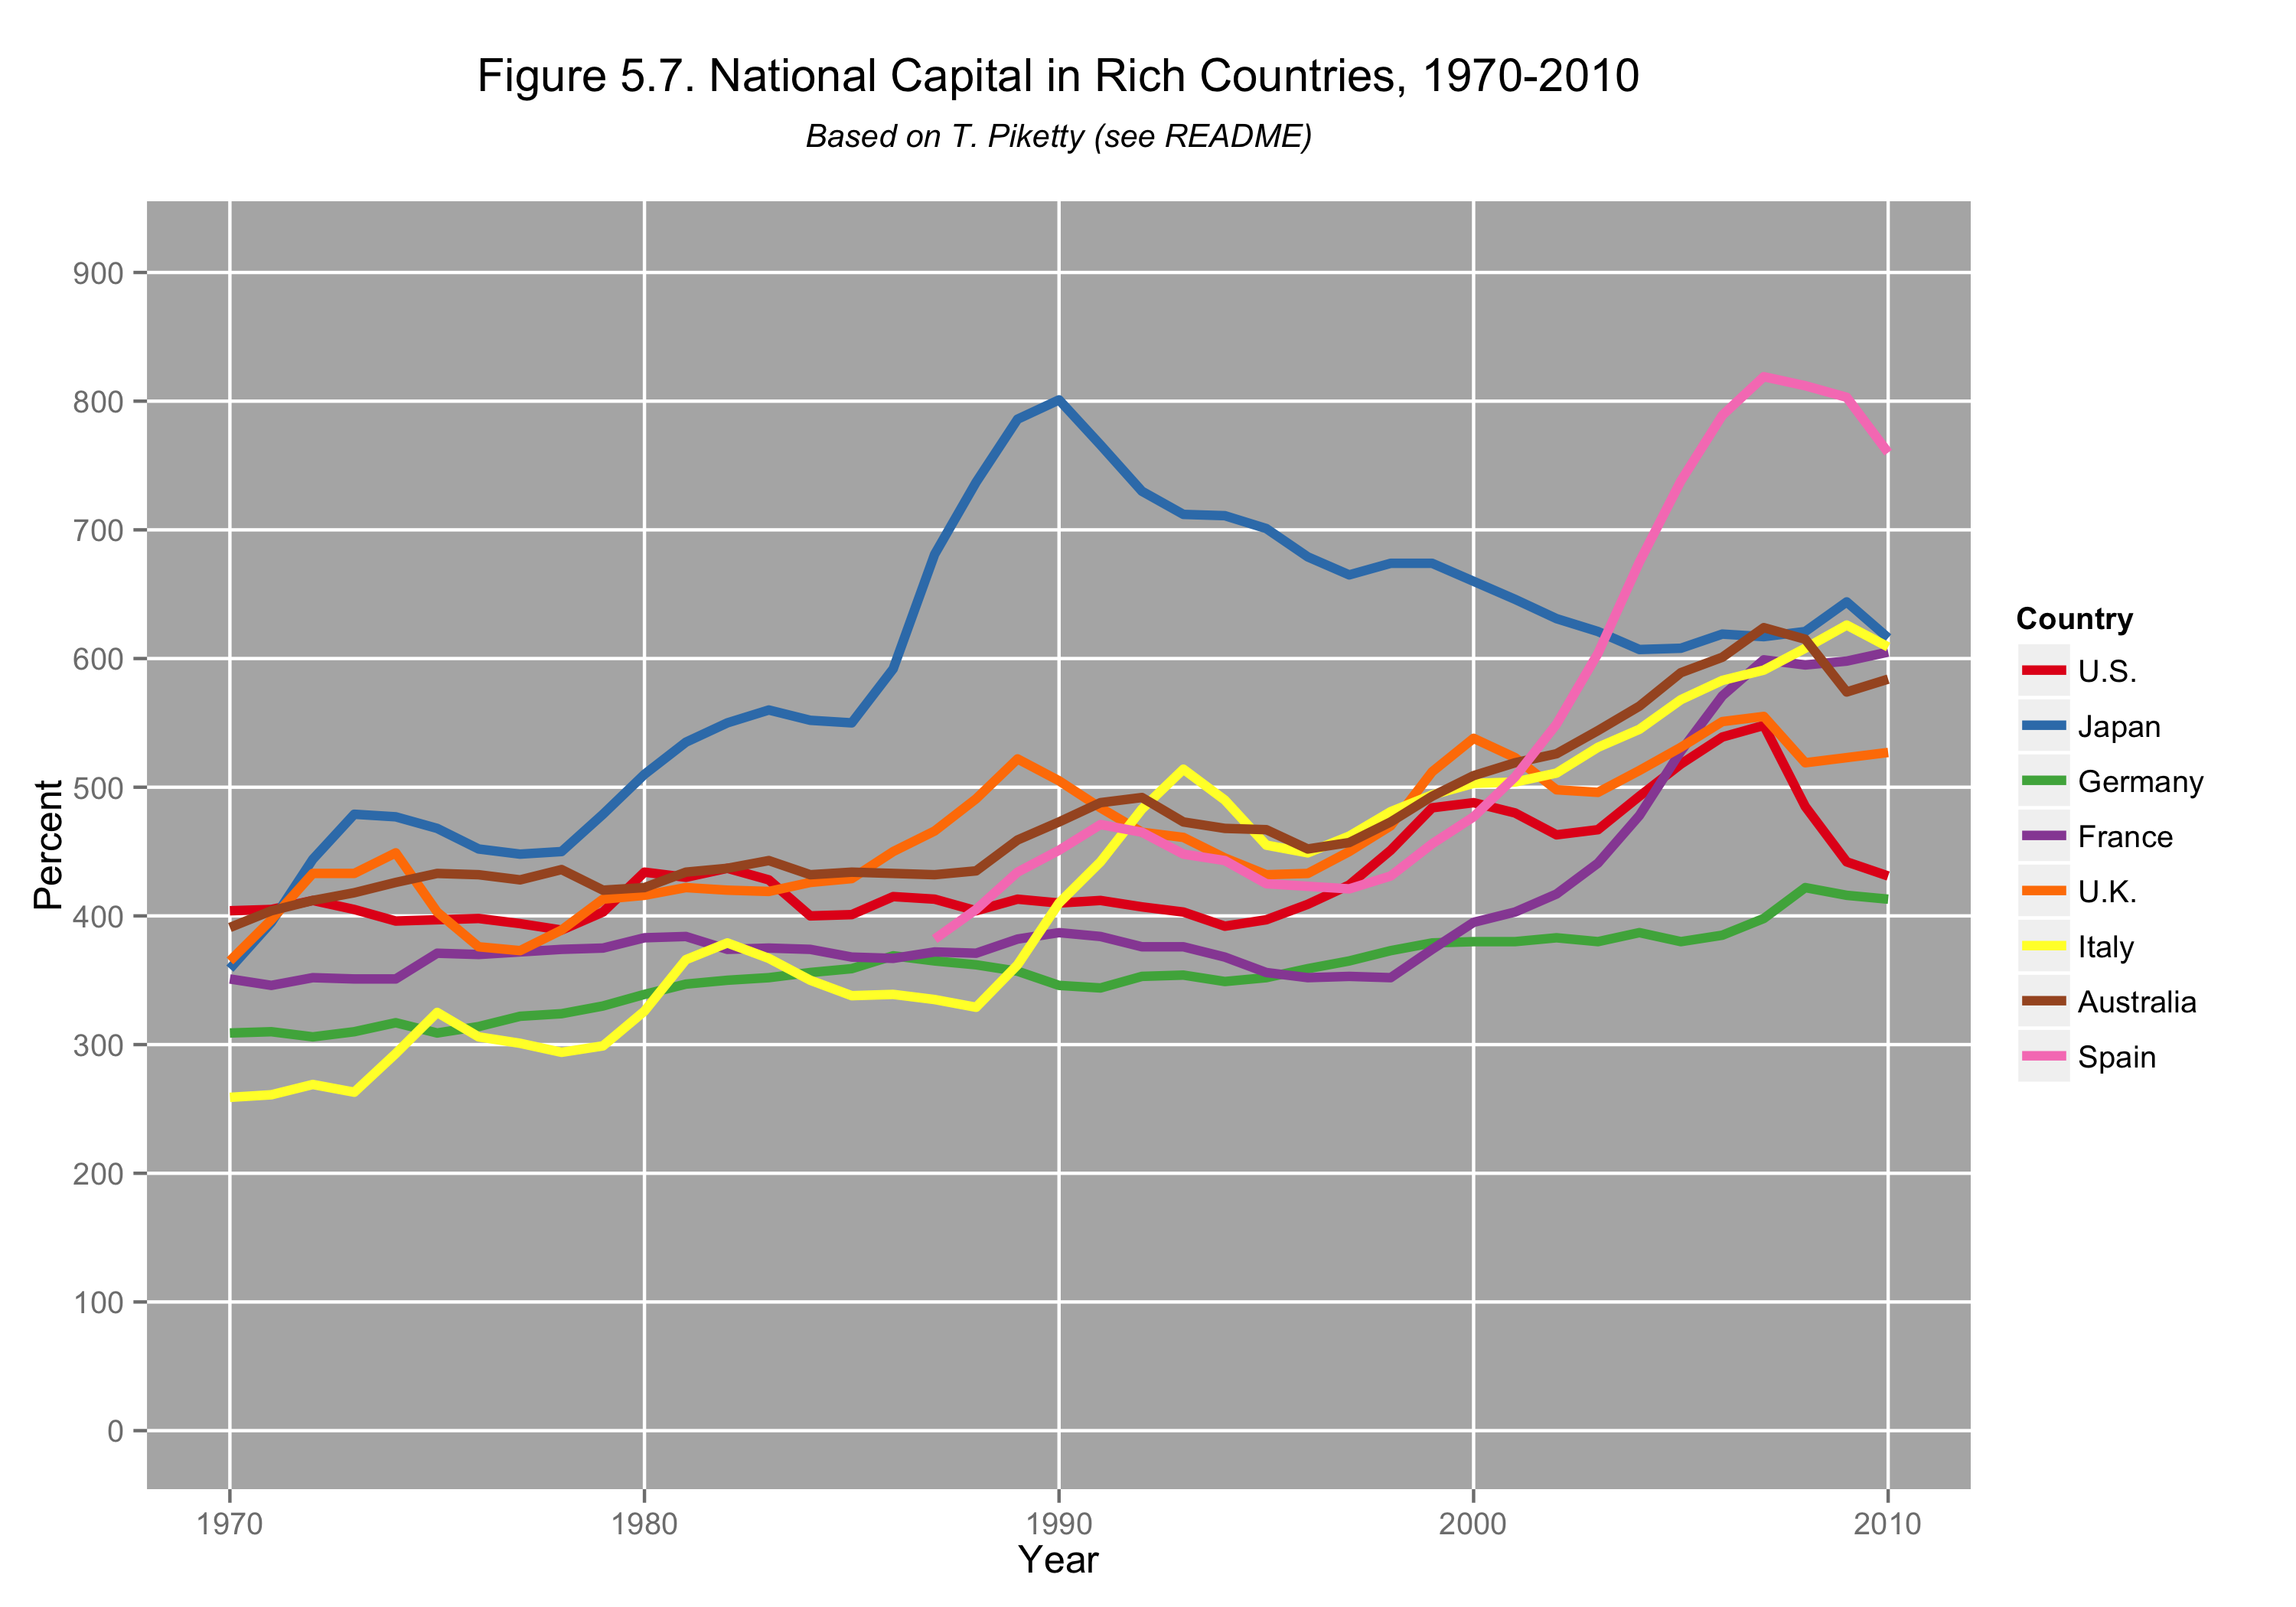 Figure 5.7. National Capital in Rich Countries, 1970-2010
Based on T. Piketty (see README)
Percent
900
800
700
600
500
400
300
200
100
0
1970 1980 1990 2000 2010
Year
Country
U.S.
Japan
Germany
France
U.K.
Italy
Australia
Spain